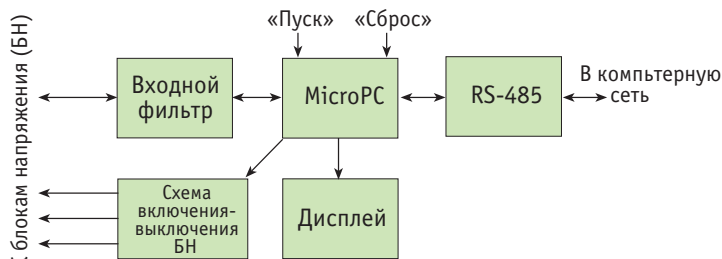 «Пуск»
«Сброс»
Входной
фильтр
MicroPC
RS-485
В компьтерную
сеть
Схема
включения-
выключения
БН
Дисплей
блокам напряжения (БН)